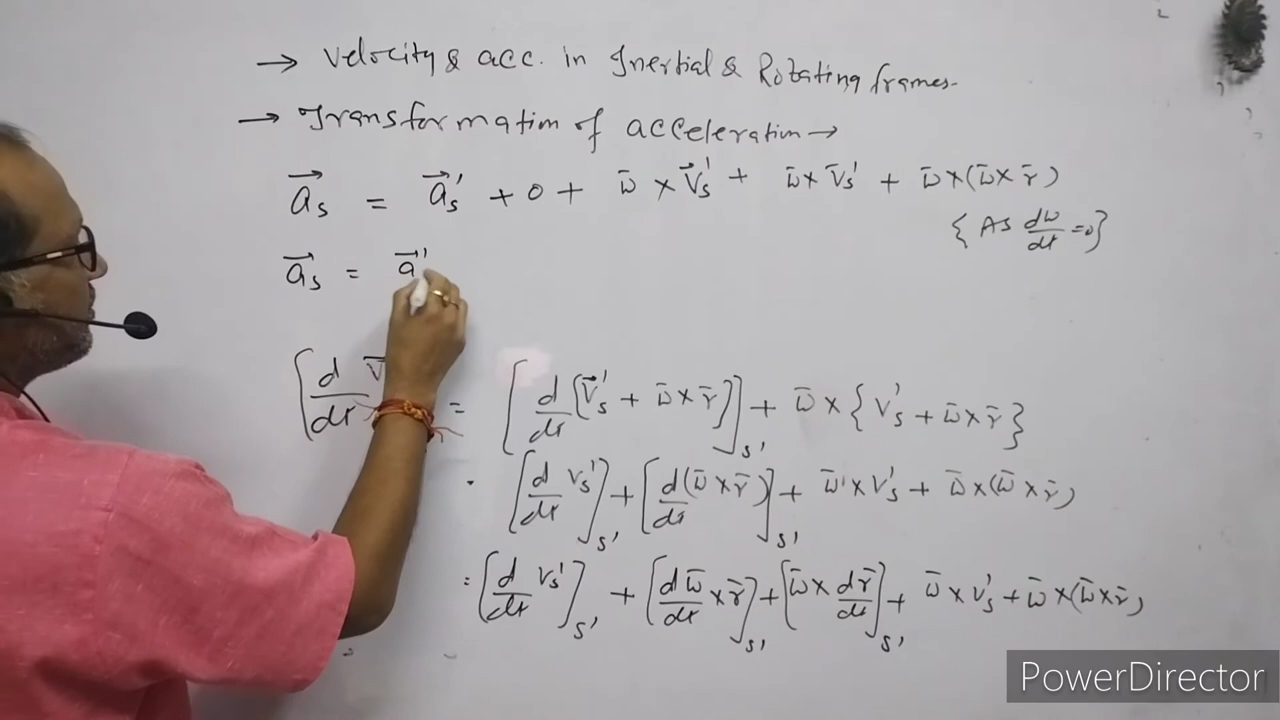 → Velocity & acc. in Inertial & Rotating frames.
→ Transformation of acceleration →
a⃗ₛ = a⃗ₛ' + 0 + ω̄ × v⃗ₛ' + ω̄ × v̄ₛ' + ω̄ × (ω̄ × r̄)
{ As dω/dt = 0 }
a⃗ₛ = a⃗'
[ d/dt v̄ = [ d/dt (v⃗ₛ' + ω̄ × r̄ ) ]ₛ' + ω̄ × { vₛ' + ω̄ × r̄ }
. [ d/dt vₛ' ]ₛ' + [ d/dt (ω̄ × r̄) ]ₛ' + ω̄ × vₛ' + ω̄ × (ω̄ × r̄)
= [ d/dt vₛ' ]ₛ' + [ dω̄/dt × r̄ ]ₛ' + [ ω̄ × dr̄/dt ]ₛ' + ω̄ × vₛ' + ω̄ × (ω̄ × r̄)
PowerDirector